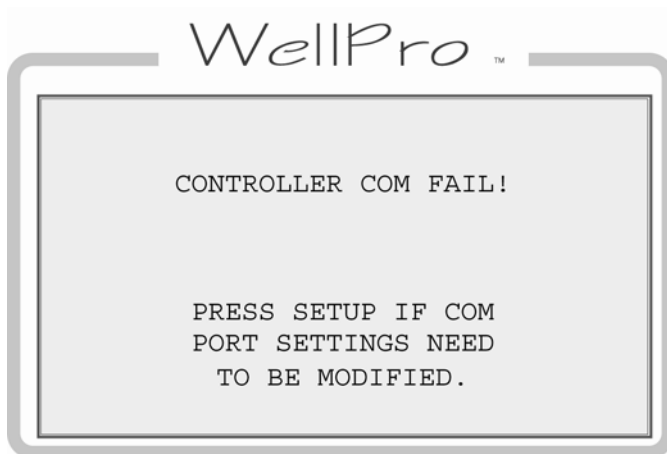 WellPro ™
CONTROLLER COM FAIL!
PRESS SETUP IF COM
PORT SETTINGS NEED
TO BE MODIFIED.